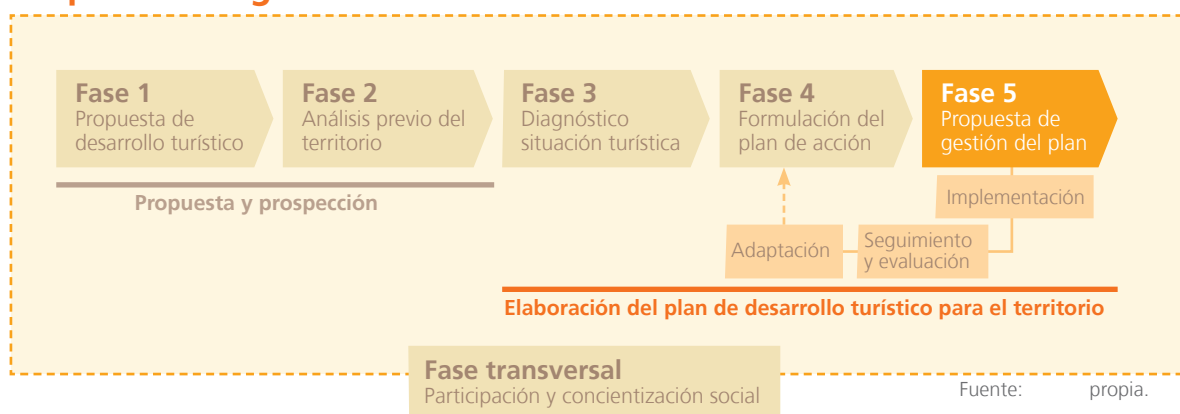 Fase 1
Propuesta de
desarrollo turístico
Fase 2
Análisis previo del
territorio
Fase 3
Diagnóstico
situación turística
Fase 4
Formulación del
plan de acción
Fase 5
Propuesta de
gestión del plan
Propuesta y prospección
Implementación
Adaptación
Seguimiento
y evaluación
Elaboración del plan de desarrollo turístico para el territorio
Fase transversal
Participación y concientización social
Fuente: propia.